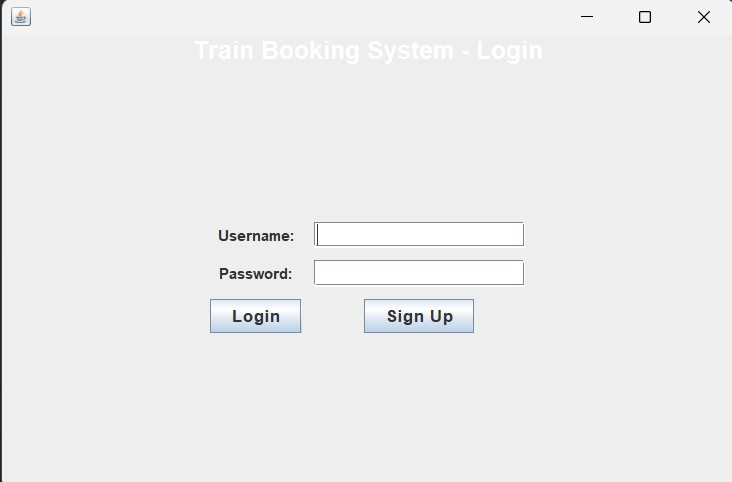 Train Booking System - Login
Username:
Password:
Login
Sign Up